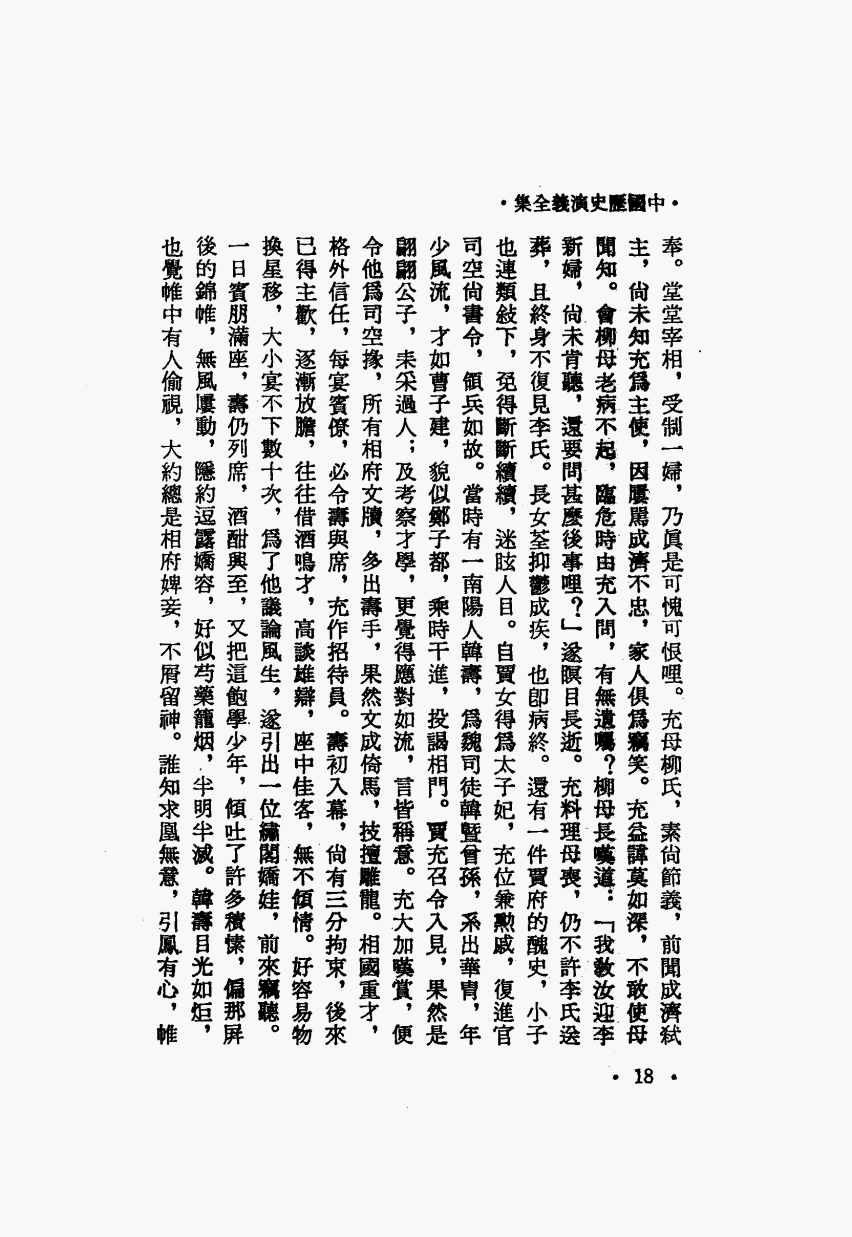 ·中國歷史演義全集·
奉。堂堂宰相，受制一婦，乃眞是可愧可恨哩。充母柳氏，素尚節義，前聞成濟弒
主，尚未知充爲主使，因屢罵成濟不忠，家人俱爲竊笑。充益諱莫如深，不敢使母
聞知。會柳母老病不起，臨危時由充入問，有無遺囑？柳母長嘆道：「我敎汝迎李
新婦，尚未肯聽，還要問甚麼後事哩？」遂瞑目長逝。充料理母喪，仍不許李氏送
葬，且終身不復見李氏。長女荃抑鬱成疾，也卽病終。還有一件賈府的醜史，小子
也連類敍下，免得斷斷續續，迷眩人目。自賈女得爲太子妃，充位兼勳戚，復進官
司空尚書令，領兵如故。當時有一南陽人韓壽，爲魏司徒韓曁曾孫，系出華胄，年
少風流，才如曹子建，貌似鄭子都，乘時干進，投謁相門。賈充召令入見，果然是
翩翩公子，丰采過人；及考察才學，更覺得應對如流，言皆稱意。充大加嘆賞，便
令他爲司空掾，所有相府文牘，多出壽手，果然文成倚馬，技擅雕龍。相國重才，
格外信任，每宴賓僚，必令壽與席，充作招待員。壽初入幕，尚有三分拘束，後來
已得主歡，逐漸放膽，往往借酒鳴才，高談雄辯，座中佳客，無不傾情。好容易物
換星移，大小宴不下數十次，爲了他議論風生，遂引出一位繡閣嬌娃，前來竊聽。
一日賓朋滿座，壽仍列席，酒酣興至，又把這飽學少年，傾吐了許多積愫，偏那屛
後的錦帷，無風屢動，隱約逗露嬌容，好似芍藥籠烟，半明半滅。韓壽目光如炬，
也覺帷中有人偷視，大約總是相府婢妾，不屑留神。誰知求凰無意，引鳳有心，帷
·18·